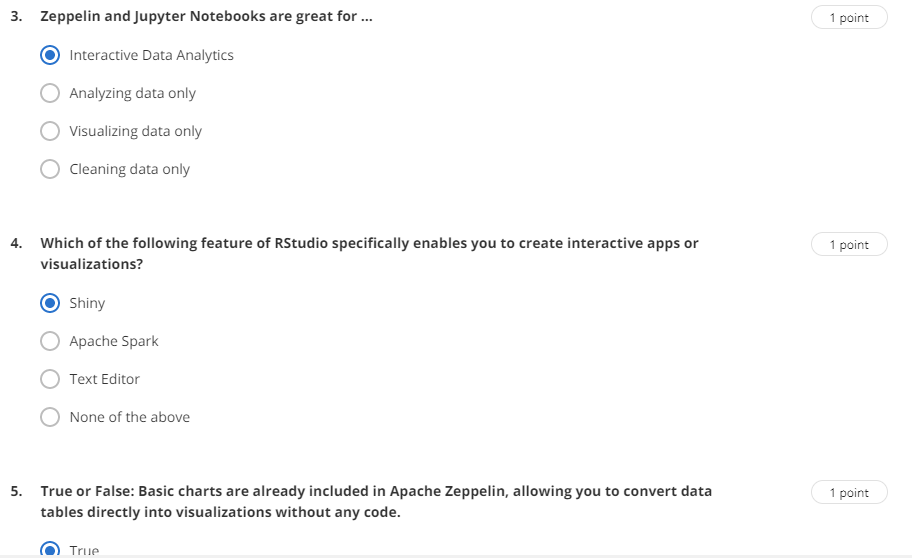 3. Zeppelin and Jupyter Notebooks are great for ...
1 point
Interactive Data Analytics
Analyzing data only
Visualizing data only
Cleaning data only
4. Which of the following feature of RStudio specifically enables you to create interactive apps or
visualizations?
1 point
Shiny
Apache Spark
Text Editor
None of the above
5. True or False: Basic charts are already included in Apache Zeppelin, allowing you to convert data
tables directly into visualizations without any code.
1 point
True